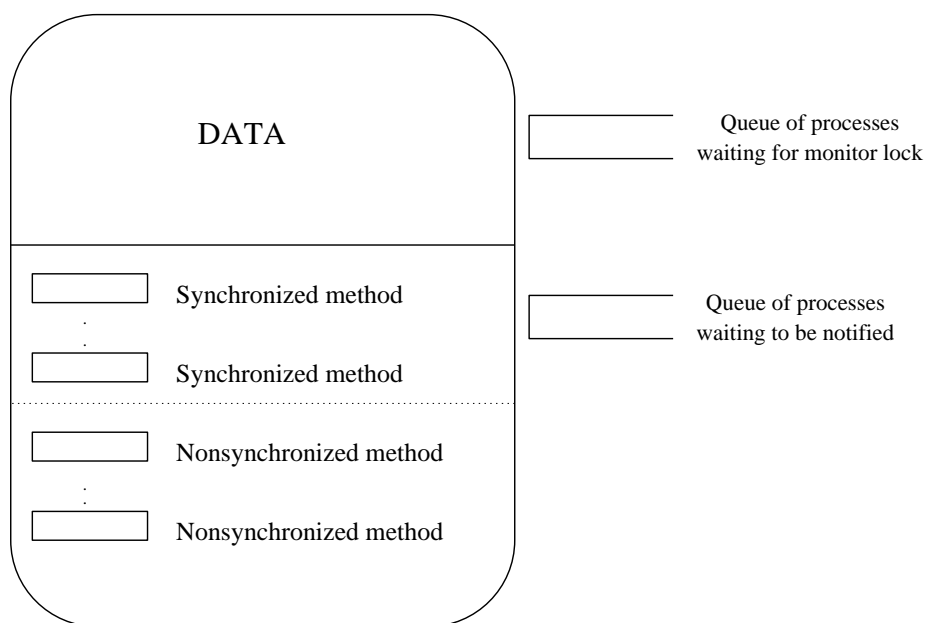 DATA
Queue of processes
waiting for monitor lock
Synchronized method
Queue of processes
waiting to be notified
Synchronized method
Nonsynchronized method
Nonsynchronized method